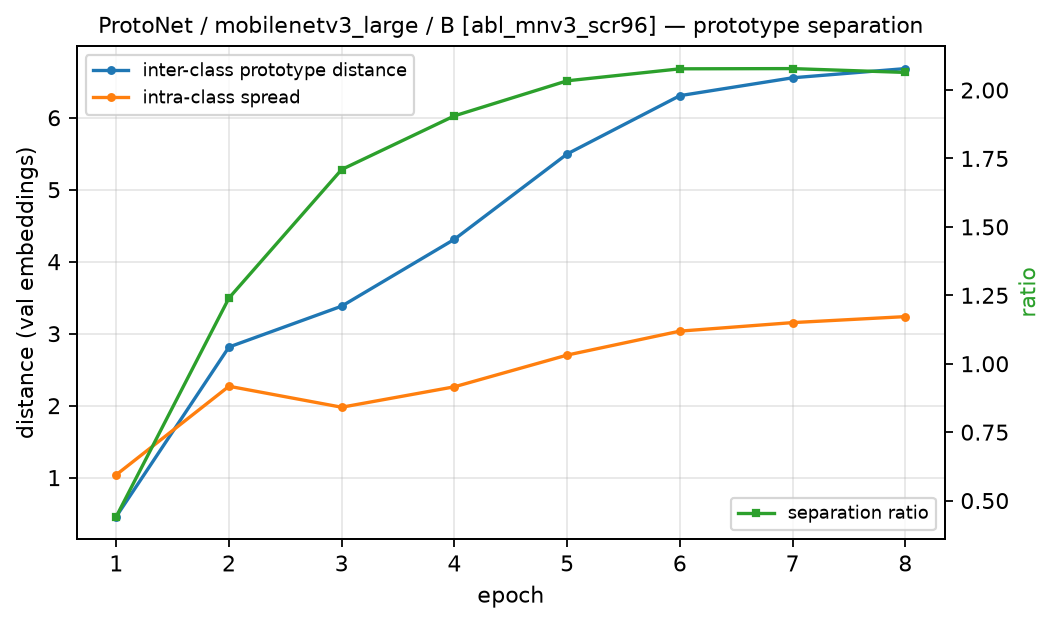 ProtoNet / mobilenetv3_large / B [abl_mnv3_scr96] — prototype separation
inter-class prototype distance
intra-class spread
distance (val embeddings)
6
5
4
3
2
1
2.00
1.75
1.50
1.25
1.00
0.75
0.50
ratio
separation ratio
1 2 3 4 5 6 7 8
epoch